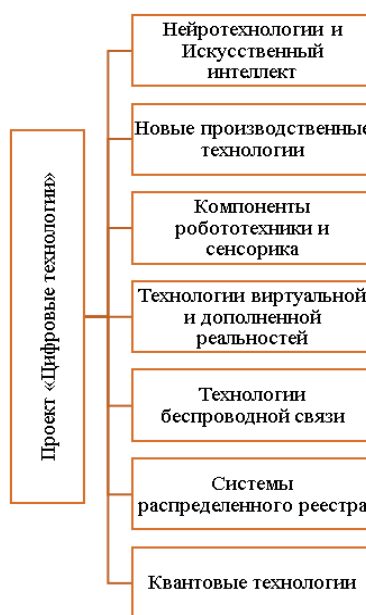 Проект «Цифровые технологии»
Нейротехнологии и
Искусственный
интеллект
Новые производственные
технологии
Компоненты
робототехники и
сенсорика
Технологии виртуальной
и дополненной
реальностей
Технологии
беспроводной связи
Системы
распределенного реестра
Квантовые технологии